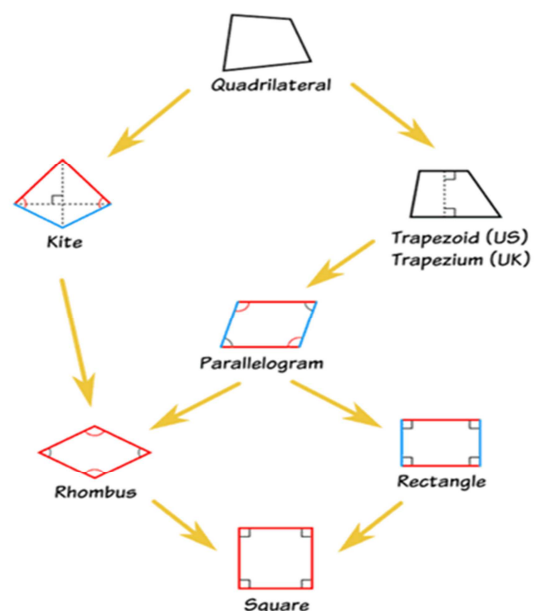 Quadrilateral
Kite
Trapezoid (US)
Trapezium (UK)
Parallelogram
Rhombus
Rectangle
Square